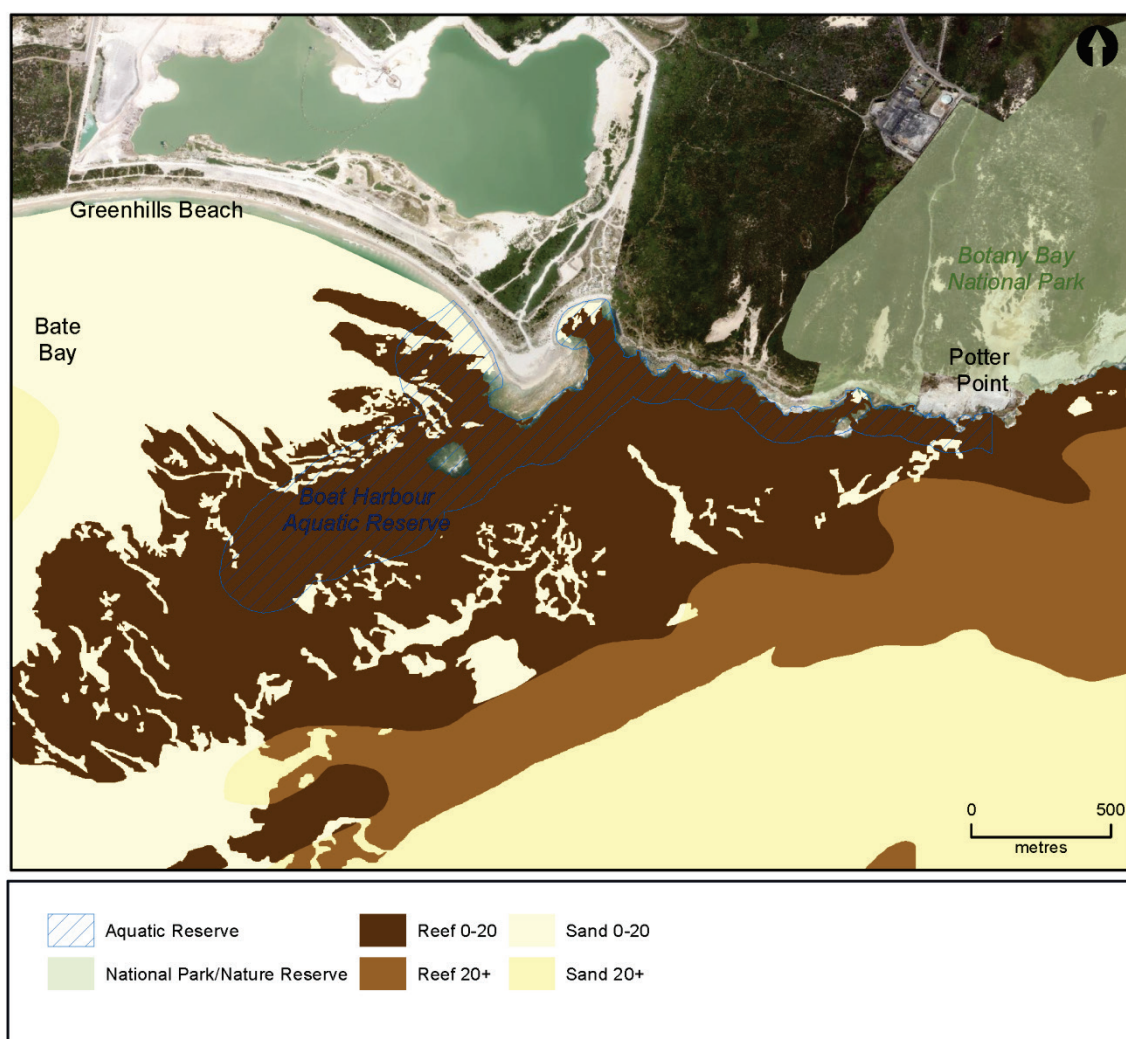 Greenhills Beach
Botany Bay
National Park
Bate
Bay
Potter
Point
Boat Harbour
Aquatic Reserve
0 500
metres
Aquatic Reserve
National Park/Nature Reserve
Reef 0-20
Reef 20+
Sand 0-20
Sand 20+